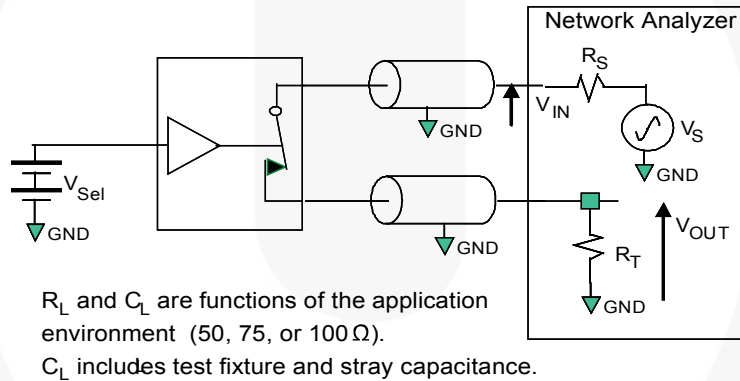 Network Analyzer
R_S
V_IN
V_S
GND
GND
V_Sel
GND
GND
V_OUT
R_T
GND
R_L and C_L are functions of the application
environment (50, 75, or 100 Ω).
C_L includes test fixture and stray capacitance.